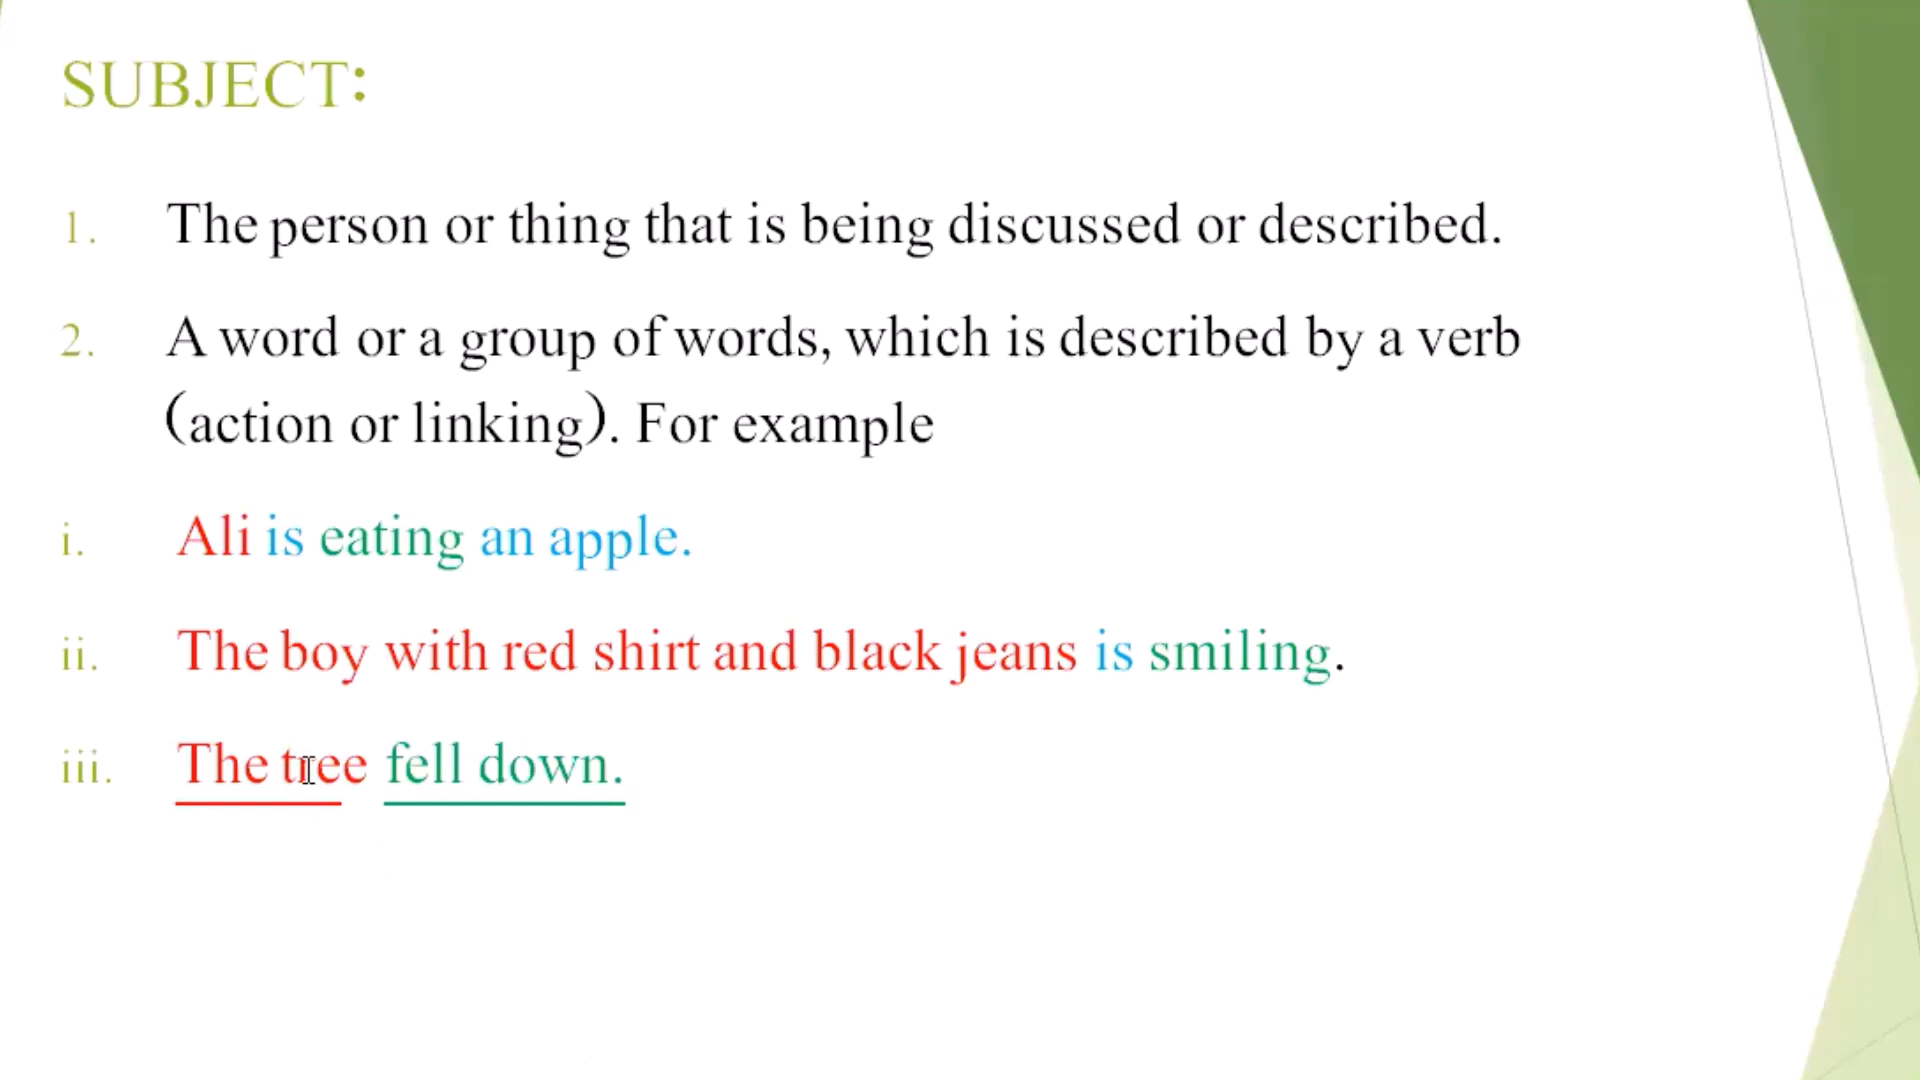 SUBJECT:
1. The person or thing that is being discussed or described.
2. A word or a group of words, which is described by a verb
(action or linking). For example
i. Ali is eating an apple.
ii. The boy with red shirt and black jeans is smiling.
iii. The tree fell down.